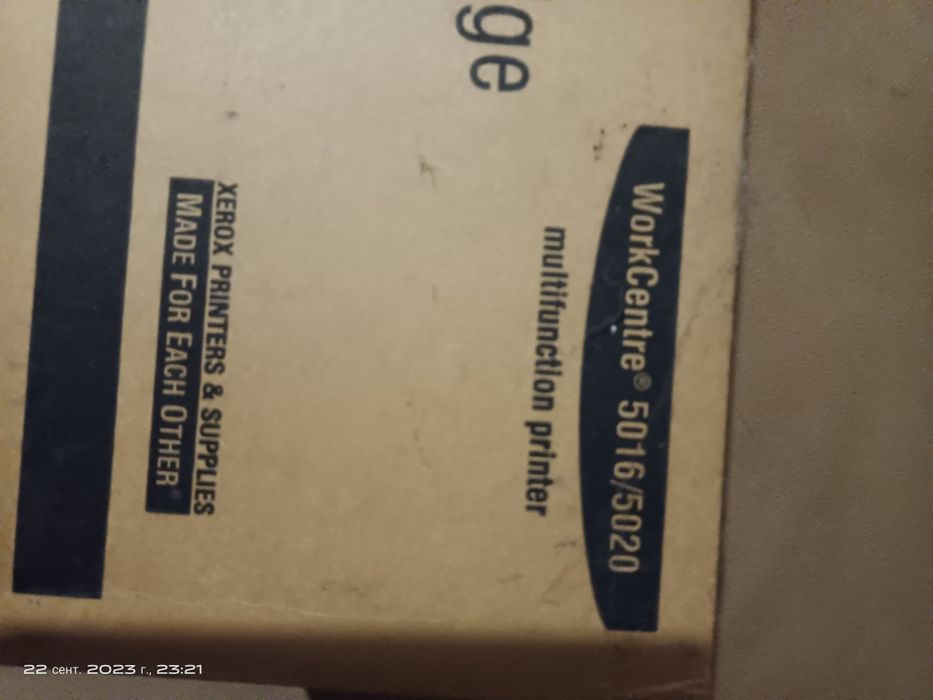 WorkCentre® 5016/5020
multifunction printer
ge
XEROX PRINTERS & SUPPLIES
MADE FOR EACH OTHER®
22 сент. 2023 г., 23:21